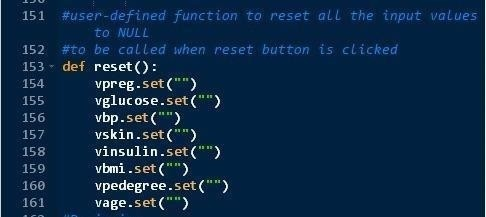 151 #user-defined function to reset all the input values
to NULL
152 #to be called when reset button is clicked
153 def reset():
154 vpreg.set("")
155 vglucose.set("")
156 vbp.set("")
157 vskin.set("")
158 vinsulin.set("")
159 vbmi.set("")
160 vpedegree.set("")
161 vage.set("")